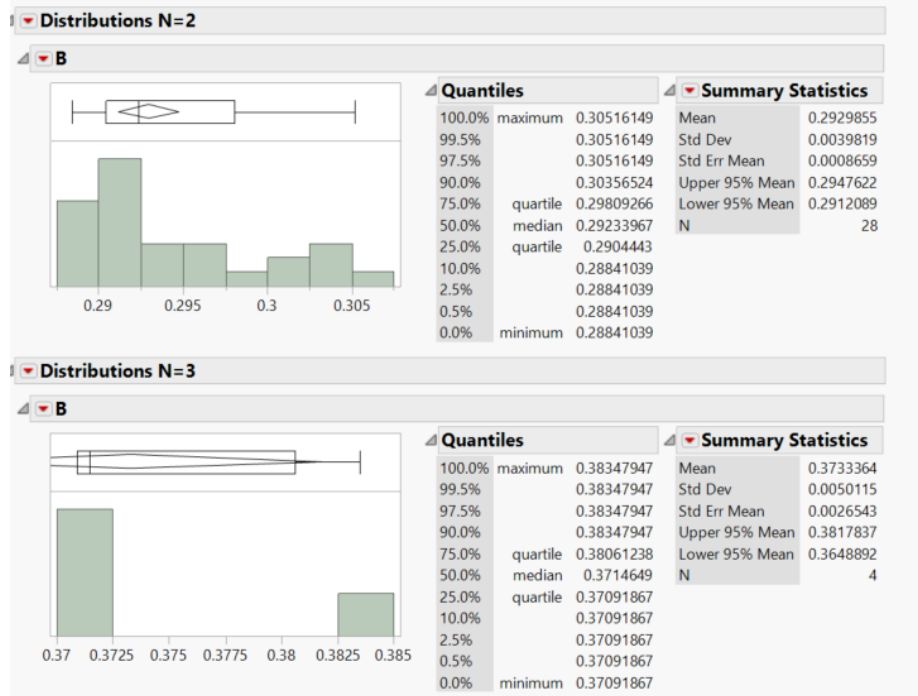 Distributions N=2
B
0.29 0.295 0.3 0.305
Quantiles
100.0% maximum 0.30516149
99.5% 0.30516149
97.5% 0.30516149
90.0% 0.30356524
75.0% quartile 0.29809266
50.0% median 0.29233967
25.0% quartile 0.2904443
10.0% 0.28841039
2.5% 0.28841039
0.5% 0.28841039
0.0% minimum 0.28841039
Summary Statistics
Mean 0.2929855
Std Dev 0.0039819
Std Err Mean 0.0008659
Upper 95% Mean 0.2947622
Lower 95% Mean 0.2912089
N 28
Distributions N=3
B
0.37 0.3725 0.375 0.3775 0.38 0.3825 0.385
Quantiles
100.0% maximum 0.38347947
99.5% 0.38347947
97.5% 0.38347947
90.0% 0.38347947
75.0% quartile 0.38061238
50.0% median 0.3714649
25.0% quartile 0.37091867
10.0% 0.37091867
2.5% 0.37091867
0.5% 0.37091867
0.0% minimum 0.37091867
Summary Statistics
Mean 0.3733364
Std Dev 0.0050115
Std Err Mean 0.0026543
Upper 95% Mean 0.3817837
Lower 95% Mean 0.3648892
N 4